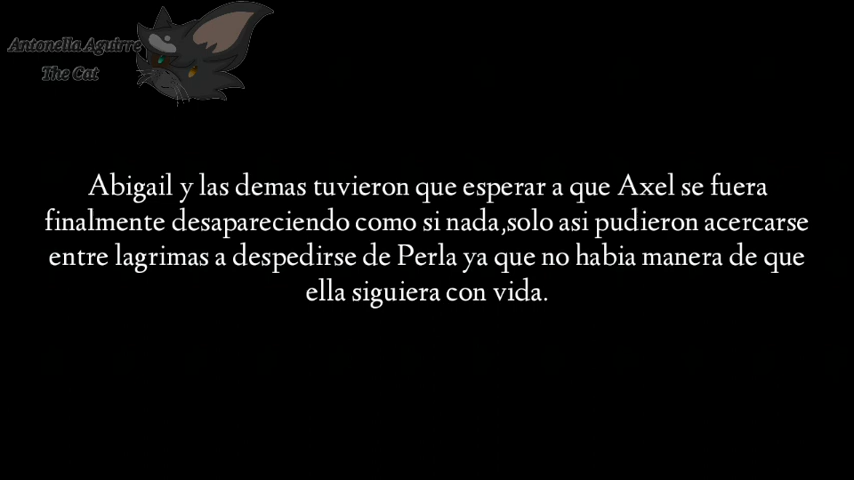 Antonella Aguirre
The Cat
Abigail y las demas tuvieron que esperar a que Axel se fuera
finalmente desapareciendo como si nada,solo asi pudieron acercarse
entre lagrimas a despedirse de Perla ya que no habia manera de que
ella siguiera con vida.